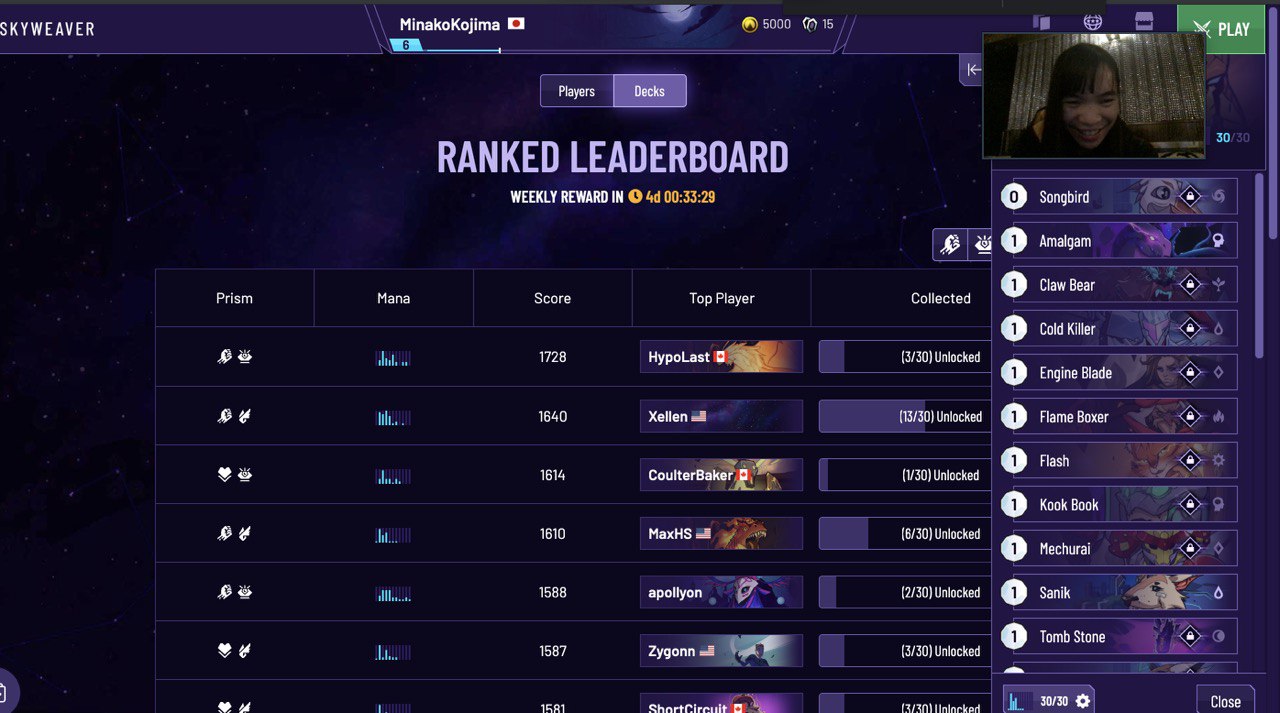 SKYWEAVER
MinakoKojima
5000
15
6
PLAY
Players
Decks
30/30
RANKED LEADERBOARD
WEEKLY REWARD IN 4d 00:33:29
Prism Mana Score Top Player Collected
1728 HypoLast (3/30) Unlocked
1640 Xellen (13/30) Unlocked
1614 CoulterBaker (1/30) Unlocked
1610 MaxHS (6/30) Unlocked
1588 apollyon (2/30) Unlocked
1587 Zygonn (3/30) Unlocked
1581 ShortCircuit (3/30) Unlocked
0 Songbird
1 Amalgam
1 Claw Bear
1 Cold Killer
1 Engine Blade
1 Flame Boxer
1 Flash
1 Kook Book
1 Mechurai
1 Sanik
1 Tomb Stone
30/30
Close